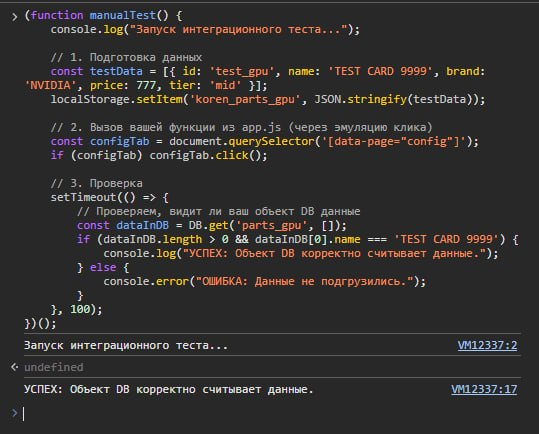 (function manualTest() {
    console.log("Запуск интеграционного теста...");

    // 1. Подготовка данных
    const testData = [{ id: 'test_gpu', name: 'TEST CARD 9999', brand:
'NVIDIA', price: 777, tier: 'mid' }];
    localStorage.setItem('koren_parts_gpu', JSON.stringify(testData));

    // 2. Вызов вашей функции из app.js (через эмуляцию клика)
    const configTab = document.querySelector('[data-page="config"]');
    if (configTab) configTab.click();

    // 3. Проверка
    setTimeout(() => {
        // Проверяем, видит ли ваш объект DB данные
        const dataInDB = DB.get('parts_gpu', []);
        if (dataInDB.length > 0 && dataInDB[0].name === 'TEST CARD 9999') {
            console.log("УСПЕХ: Объект DB корректно считывает данные.");
        } else {
            console.error("ОШИБКА: Данные не подгрузились.");
        }
    }, 100);
})();
Запуск интеграционного теста... VM12337:2
undefined
УСПЕХ: Объект DB корректно считывает данные. VM12337:17